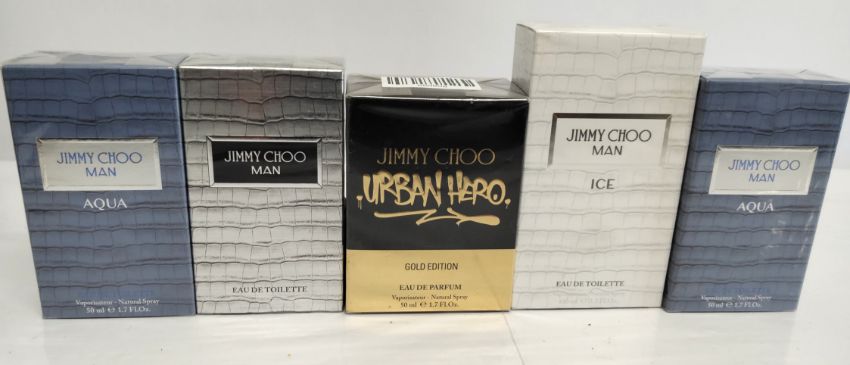 JIMMY CHOO
MAN
AQUA
Vaporisateur - Natural Spray
50 ml e 1.7 Fl.Oz.
JIMMY CHOO
MAN
EAU DE TOILETTE
JIMMY CHOO
URBAN HERO
GOLD EDITION
EAU DE PARFUM
Vaporisateur - Natural Spray
50 ml e 1.7 Fl.Oz.
JIMMY CHOO
MAN
ICE
EAU DE TOILETTE
JIMMY CHOO
MAN
AQUA
Vaporisateur - Natural Spray
50 ml e 1.7 Fl.Oz.